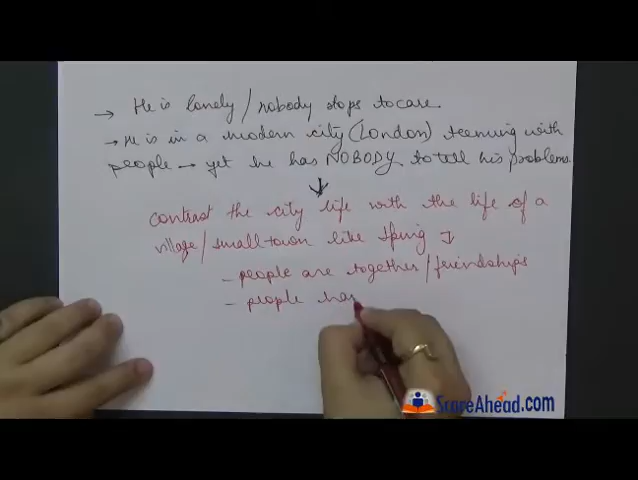 → He is lonely / nobody stops to care.
→ He is in a modern city (London) teeming with
people → yet he has NOBODY to tell his problems.
↓
contrast the city life with the life of a
village / small town like Iping ↴
- people are together / friendships
- people has
ScoreAhead.com